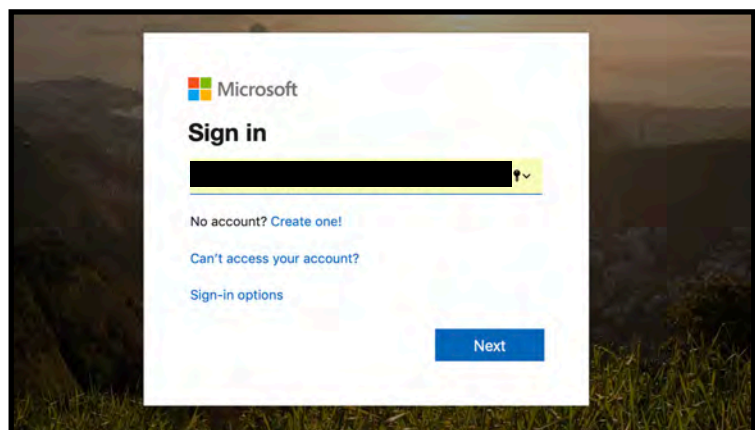 Microsoft
Sign in
No account? Create one!
Can't access your account?
Sign-in options
Next